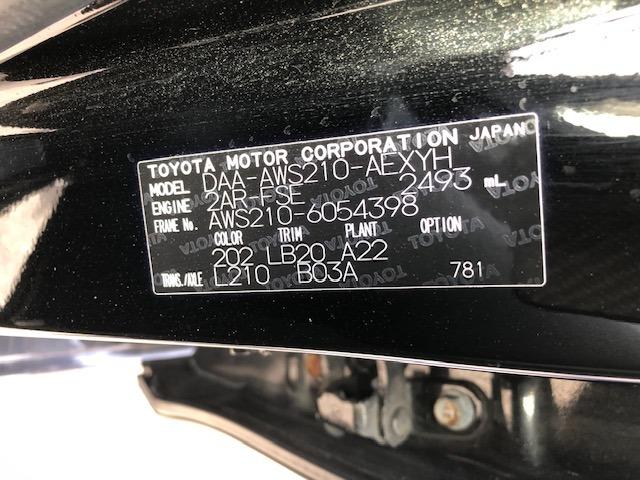 TOYOTA MOTOR CORPORATION JAPAN
MODEL DAA-AWS210-AEXYH
ENGINE 2AR-FSE 2493 mL
FRAME No. AWS210-6054398
COLOR TRIM PLANT OPTION
202 LB20 A22
TRANS./AXLE L210 B03A 781